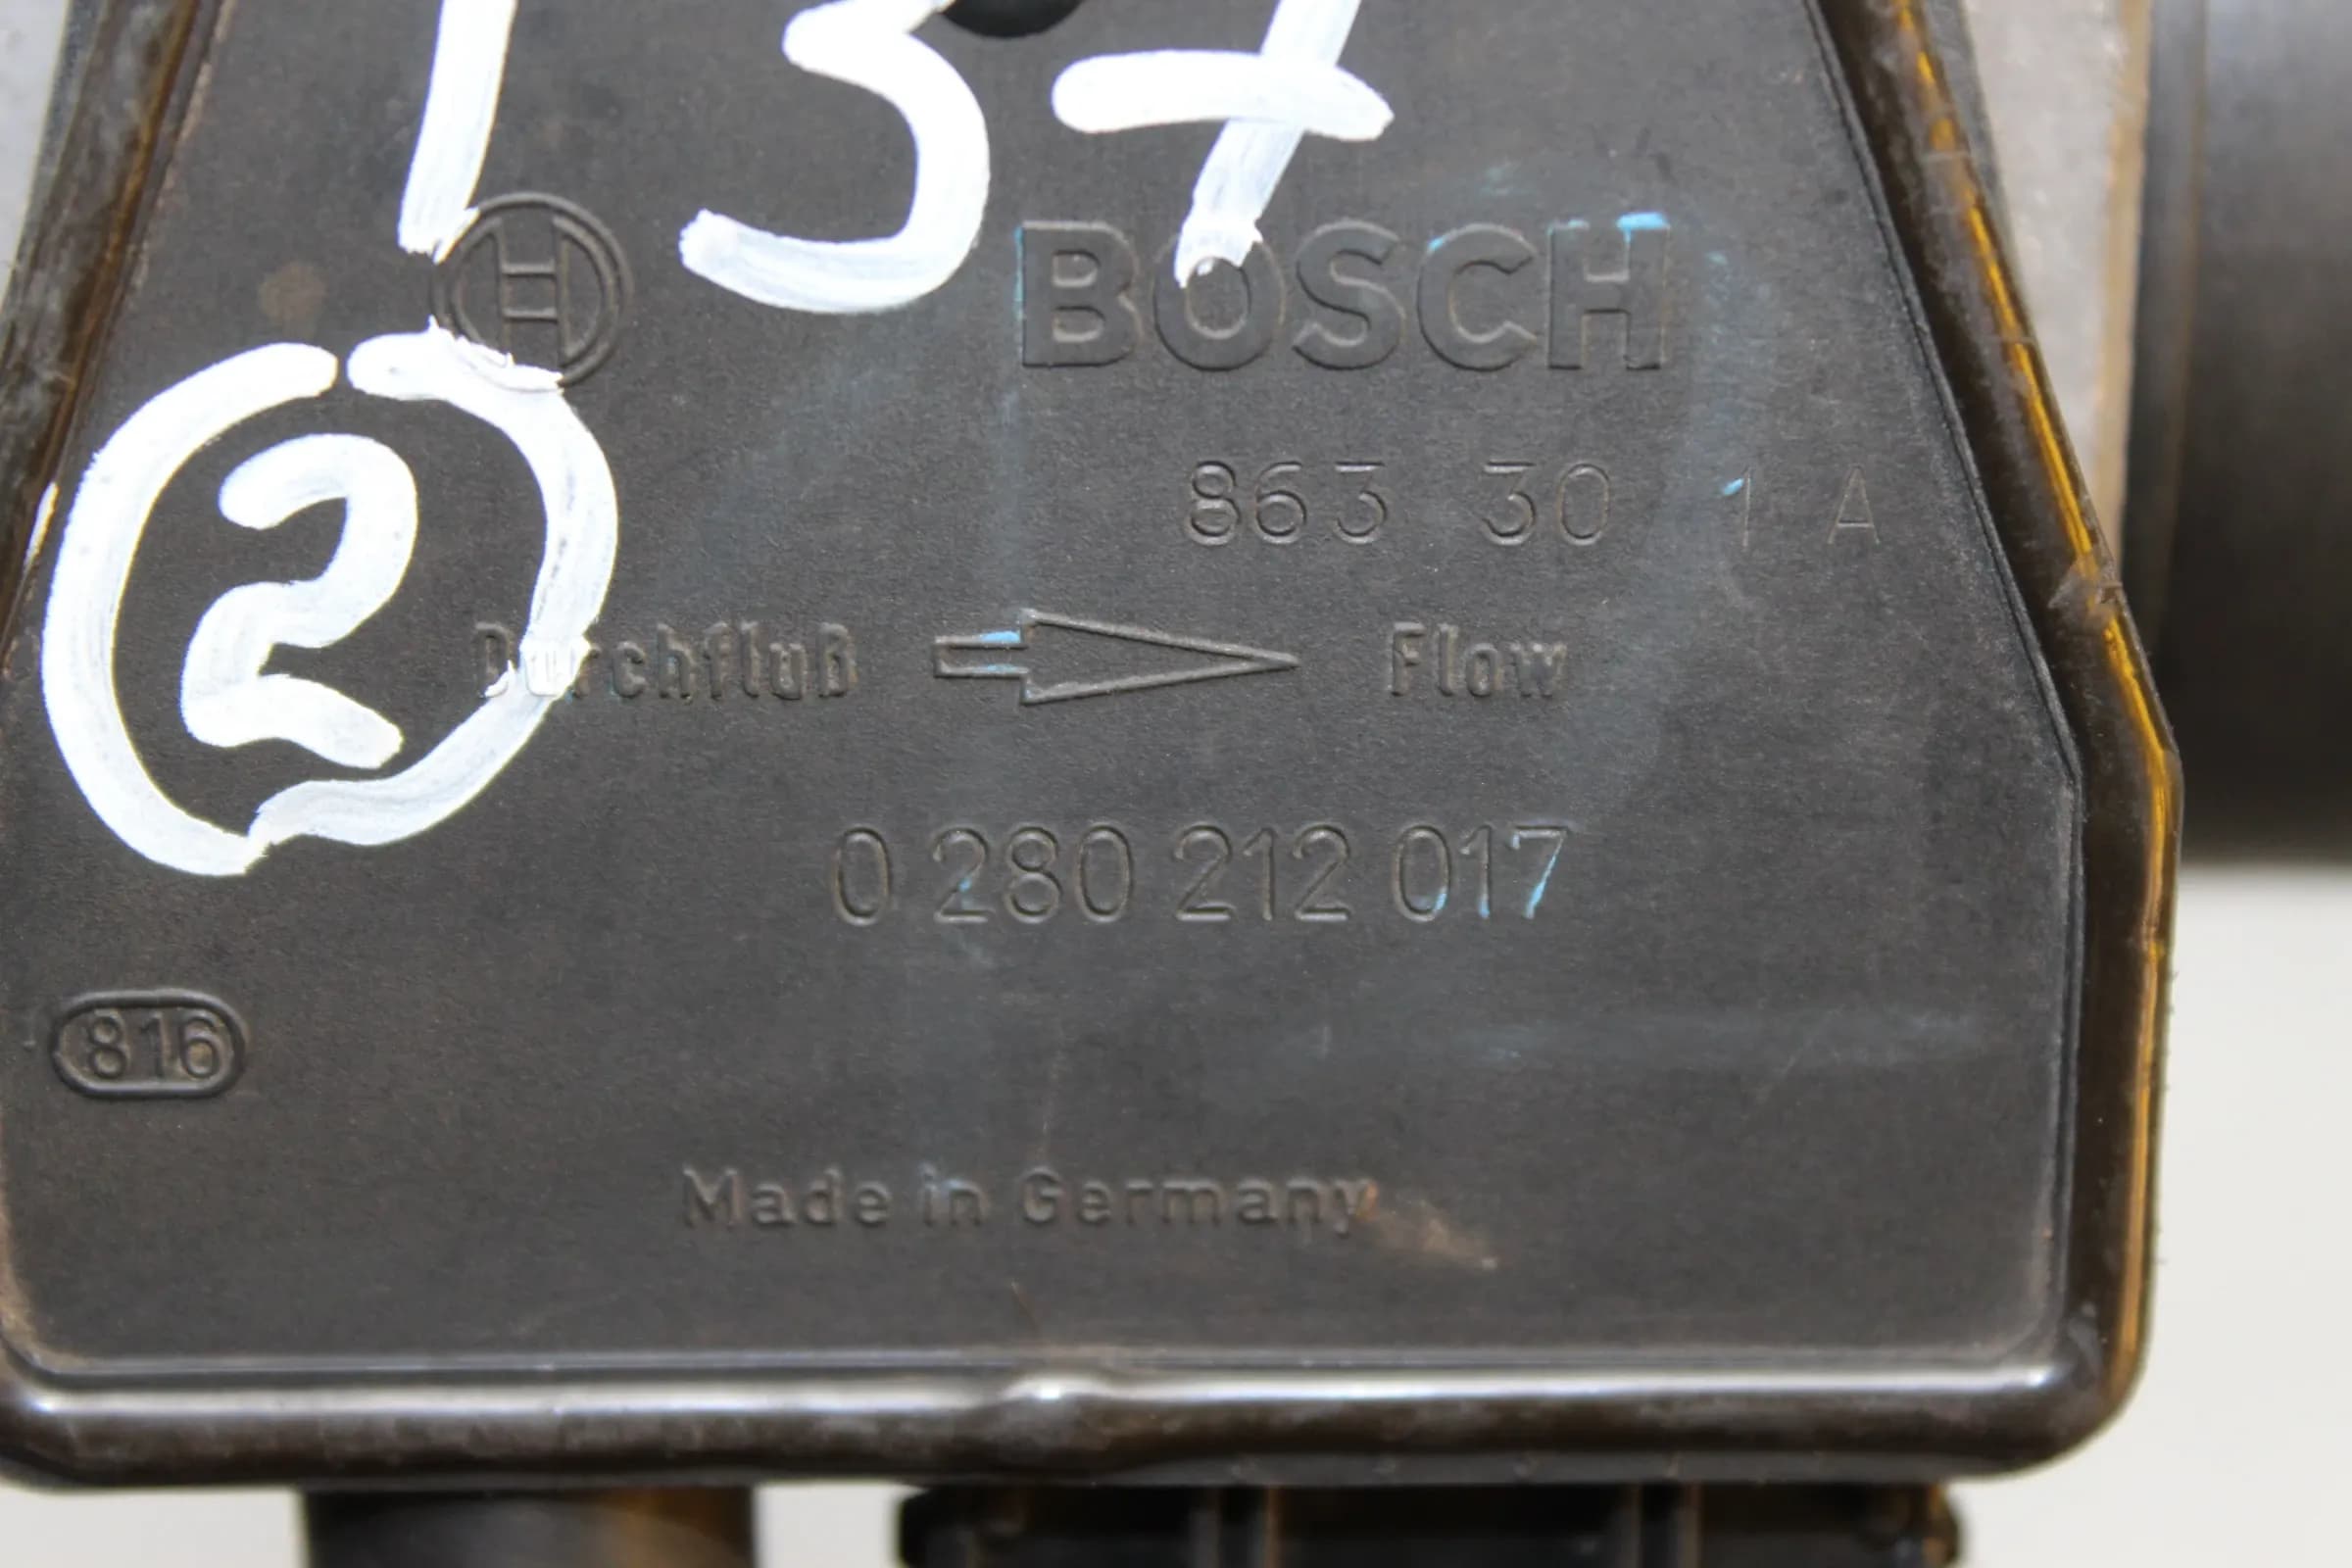 137
BOSCH
863 30 1 A
2
Durchfluß Flow
0 280 212 017
816
Made in Germany